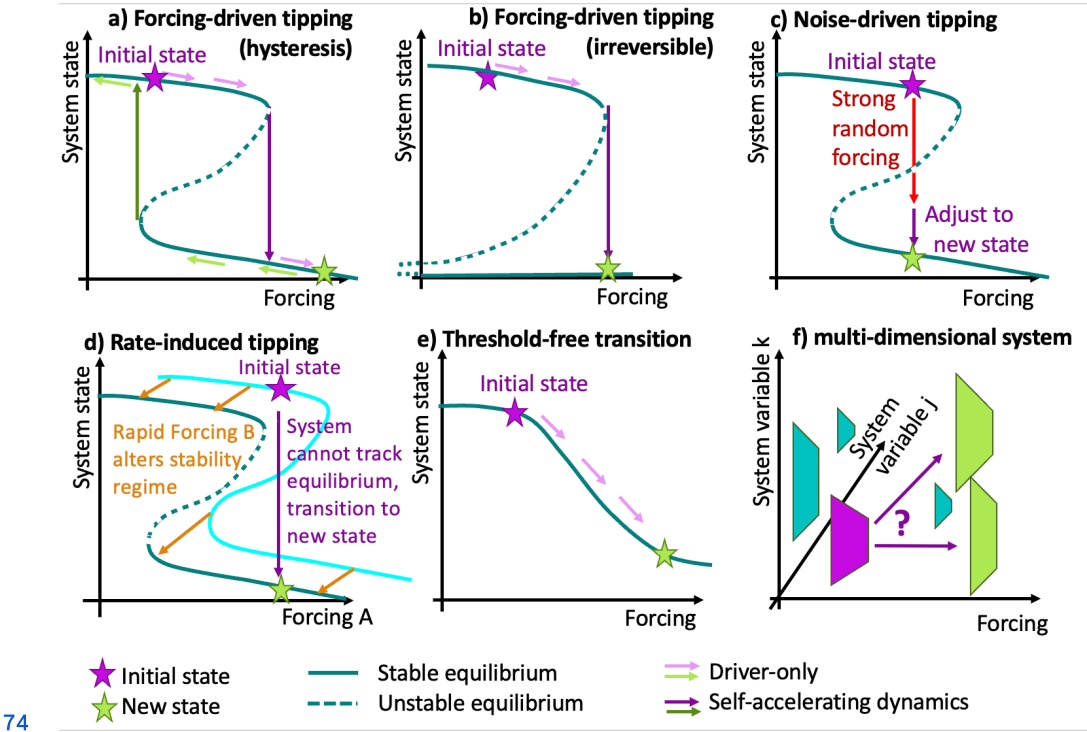 a) Forcing-driven tipping
(hysteresis)
Initial state
System state
Forcing
b) Forcing-driven tipping
(irreversible)
Initial state
System state
Forcing
c) Noise-driven tipping
Initial state
Strong
random
forcing
Adjust to
new state
System state
Forcing
d) Rate-induced tipping
Initial state
Rapid Forcing B
alters stability
regime
System
cannot track
equilibrium,
transition to
new state
System state
Forcing A
e) Threshold-free transition
Initial state
System state
Forcing
f) multi-dimensional system
System variable k
System
variable j
?
Forcing
Initial state
New state
Stable equilibrium
Unstable equilibrium
Driver-only
Self-accelerating dynamics
74